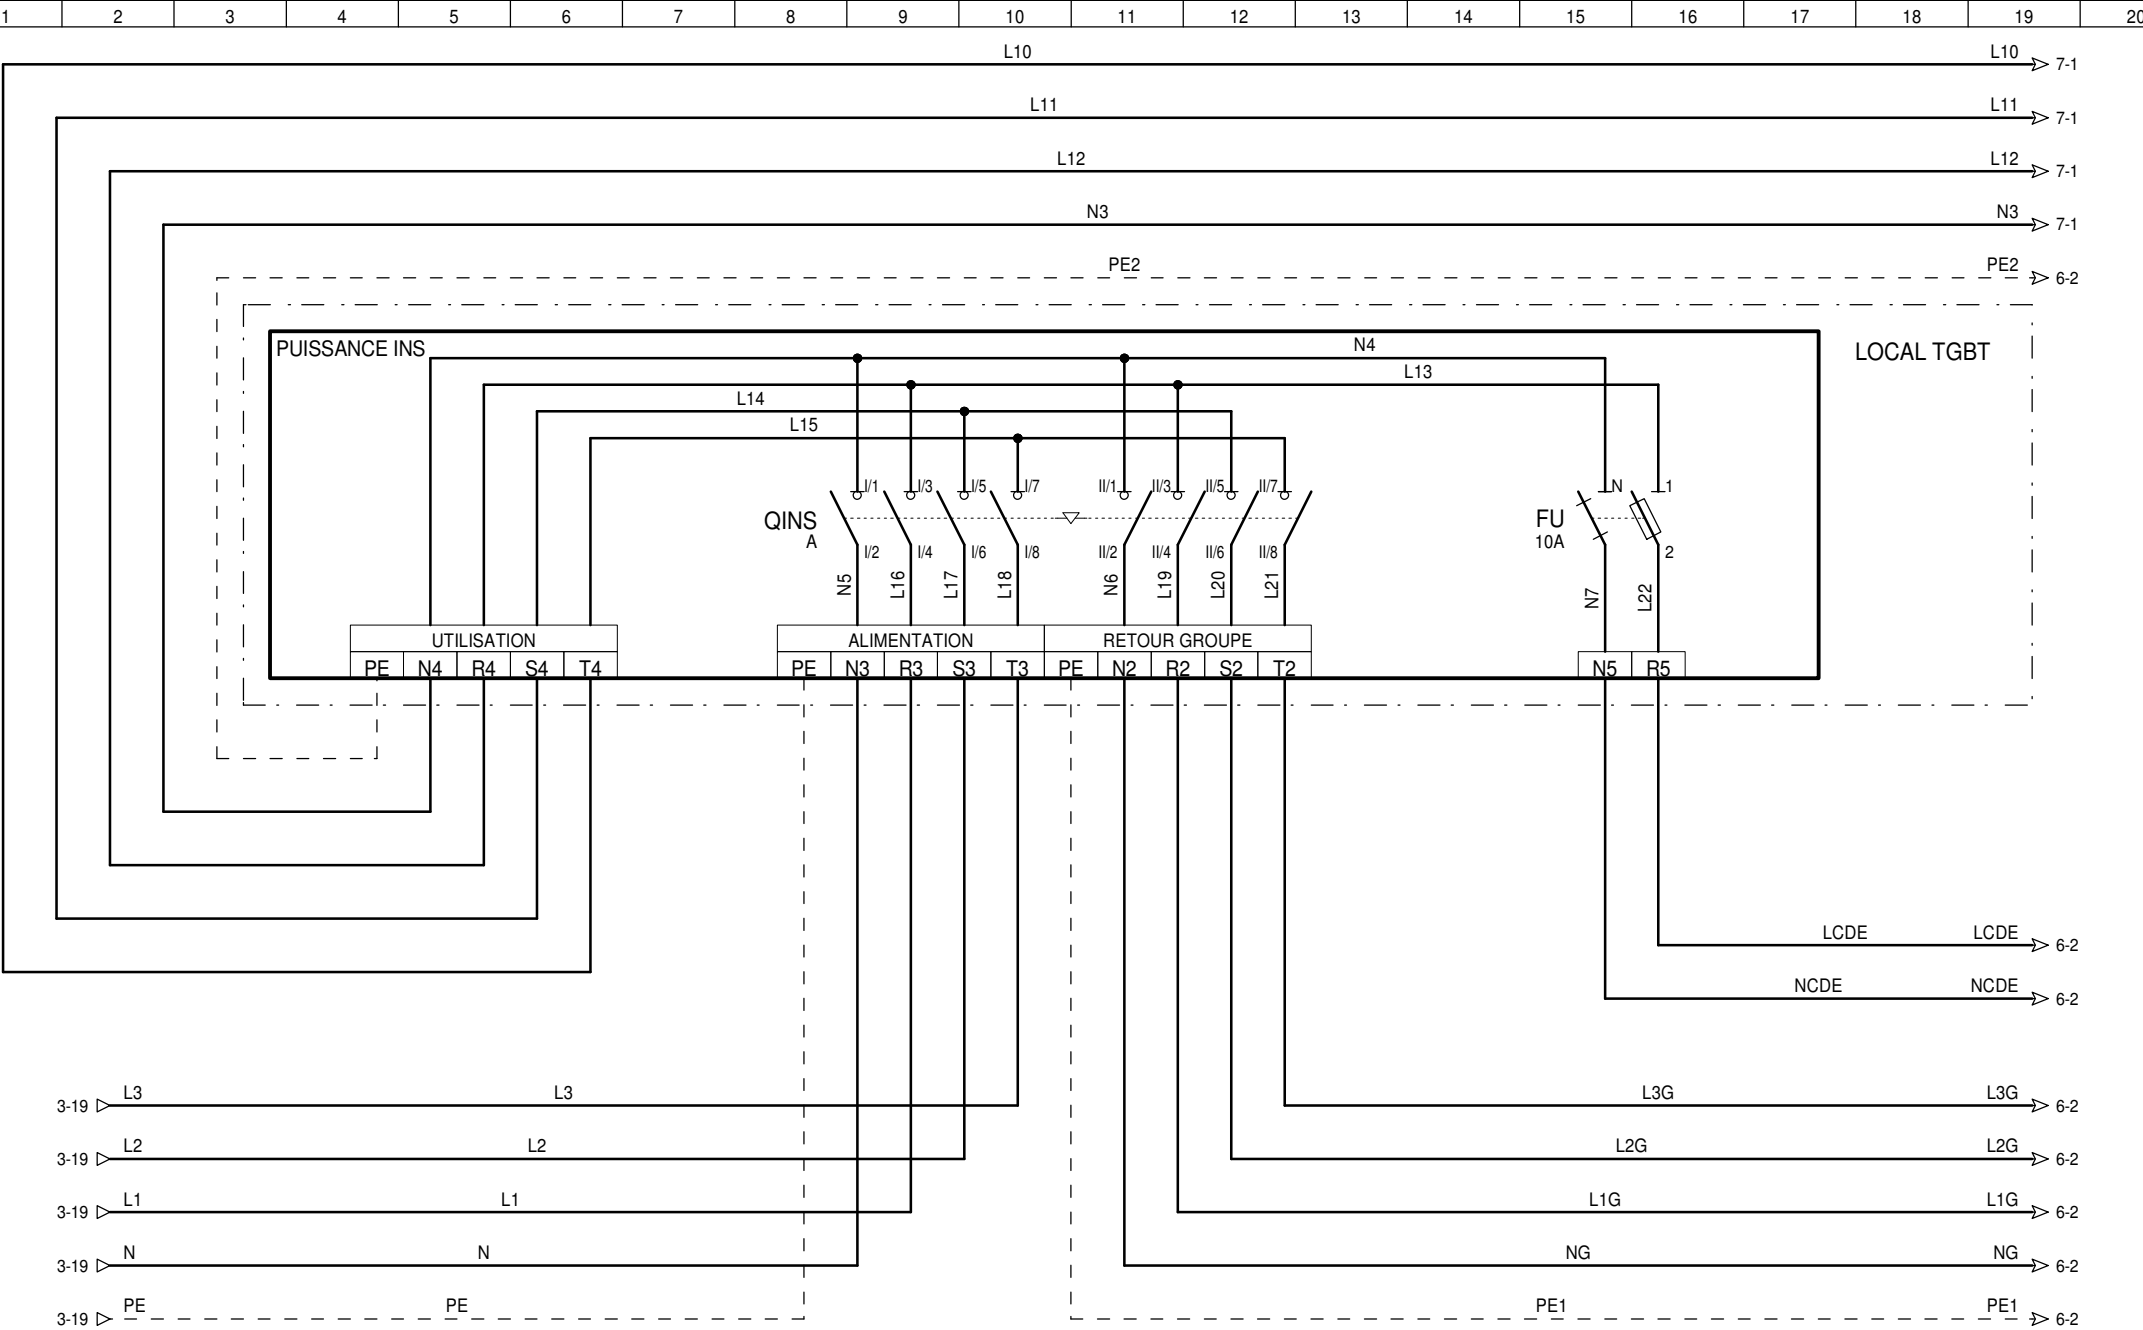 1 2 3 4 5 6 7 8 9 10 11 12 13 14 15 16 17 18 19 20
L10 L10 7-1
L11 L11 7-1
L12 L12 7-1
N3 N3 7-1
PE2 PE2 6-2
PUISSANCE INS N4 LOCAL TGBT
L13
L14
L15
I/1 I/3 I/5 I/7 II/1 II/3 II/5 II/7 N 1
QINS FU
A 10A
I/2 I/4 I/6 I/8 II/2 II/4 II/6 II/8 2
N5 L16 L17 L18 N6 L19 L20 L21 N7 L22
UTILISATION ALIMENTATION RETOUR GROUPE
PE N4 R4 S4 T4 PE N3 R3 S3 T3 PE N2 R2 S2 T2 N5 R5
LCDE LCDE 6-2
NCDE NCDE 6-2
3-19 L3 L3 L3G L3G 6-2
3-19 L2 L2 L2G L2G 6-2
3-19 L1 L1 L1G L1G 6-2
3-19 N N NG NG 6-2
3-19 PE PE PE1 PE1 6-2